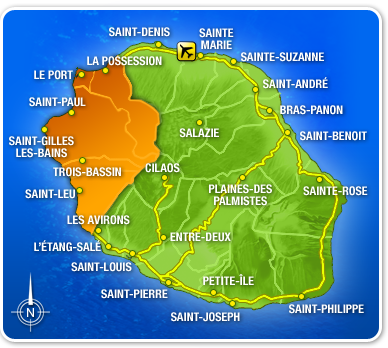 SAINT-DENIS
SAINTE
MARIE
LA POSSESSION
SAINTE-SUZANNE
LE PORT
SAINT-ANDRÉ
SAINT-PAUL
BRAS-PANON
SALAZIE
SAINT-BENOIT
SAINT-GILLES
LES-BAINS
TROIS-BASSIN
CILAOS
PLAINES-DES
PALMISTES
SAINTE-ROSE
SAINT-LEU
LES AVIRONS
ENTRE-DEUX
L'ÉTANG-SALÉ
SAINT-LOUIS
PETITE-ÎLE
SAINT-PIERRE
SAINT-PHILIPPE
SAINT-JOSEPH
N